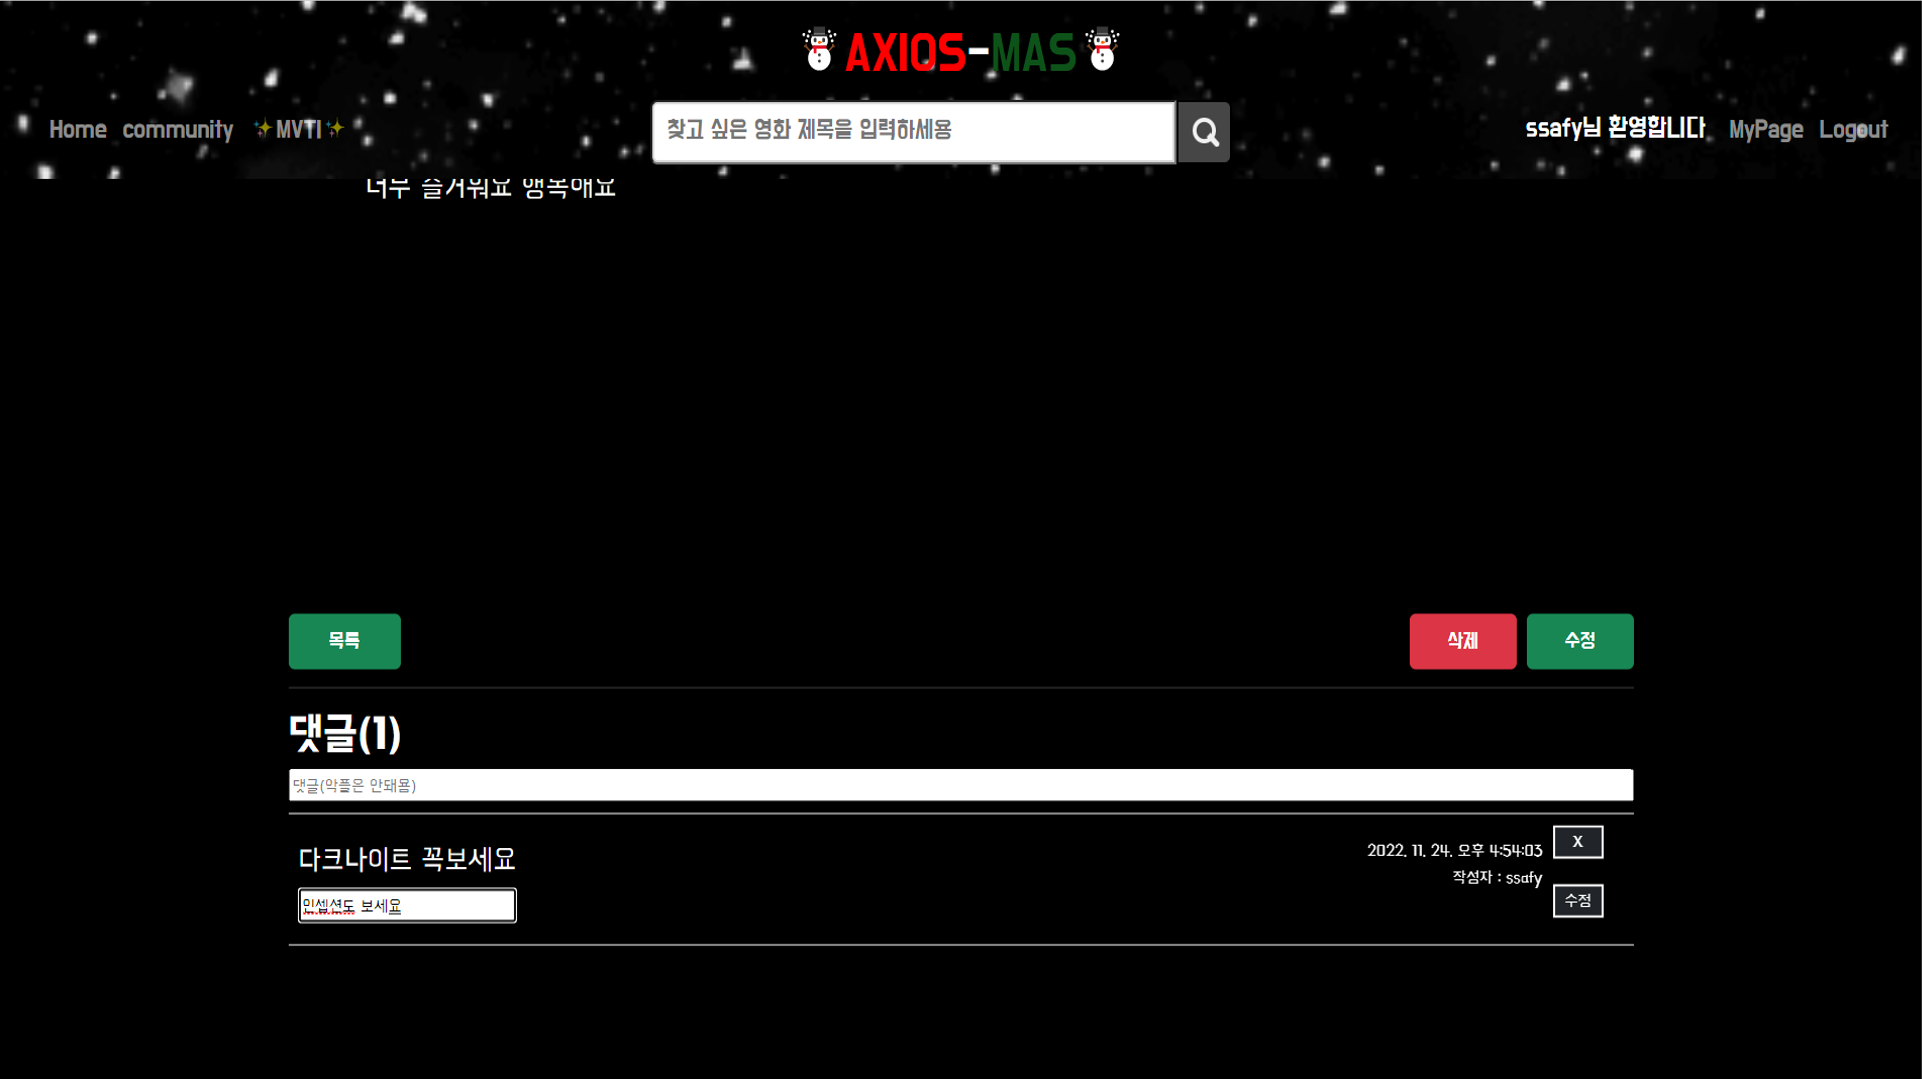 AXIOS-MAS
Home community ✨MVTI✨
찾고 싶은 영화 제목을 입력하세용
ssafy님 환영합니다 MyPage Logout
너무 즐거워요 행복해요
목록
삭제 수정
댓글(1)
댓글(악플은 안돼욤)
다크나이트 꼭보세요
2022. 11. 24. 오후 4:54:03
X
작성자 : ssafy
인셉션도 보세요
수정